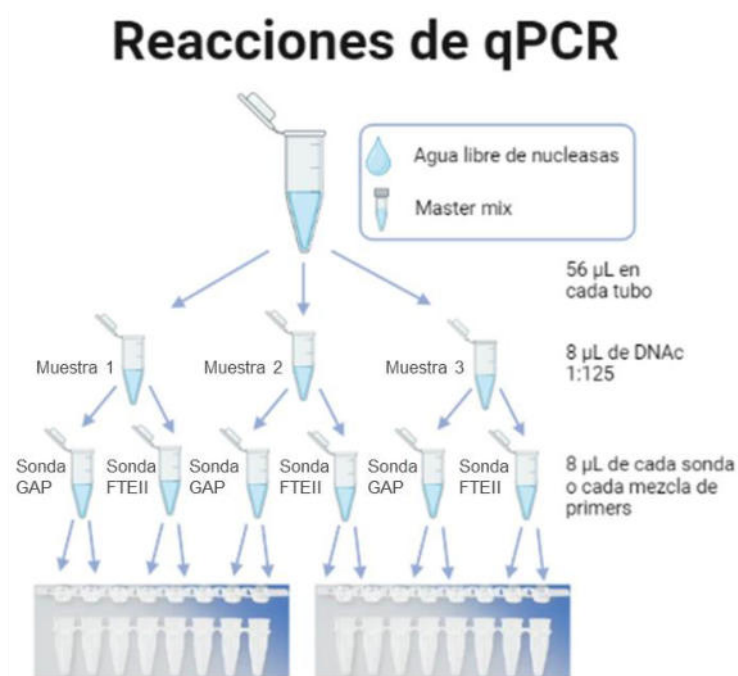 Reacciones de qPCR
Agua libre de nucleasas
Master mix
56 µL en
cada tubo
Muestra 1
Muestra 2
Muestra 3
8 µL de DNAc
1:125
Sonda
GAP
Sonda
FTEII
Sonda
GAP
Sonda
FTEII
Sonda
GAP
Sonda
FTEII
8 µL de cada sonda
o cada mezcla de
primers